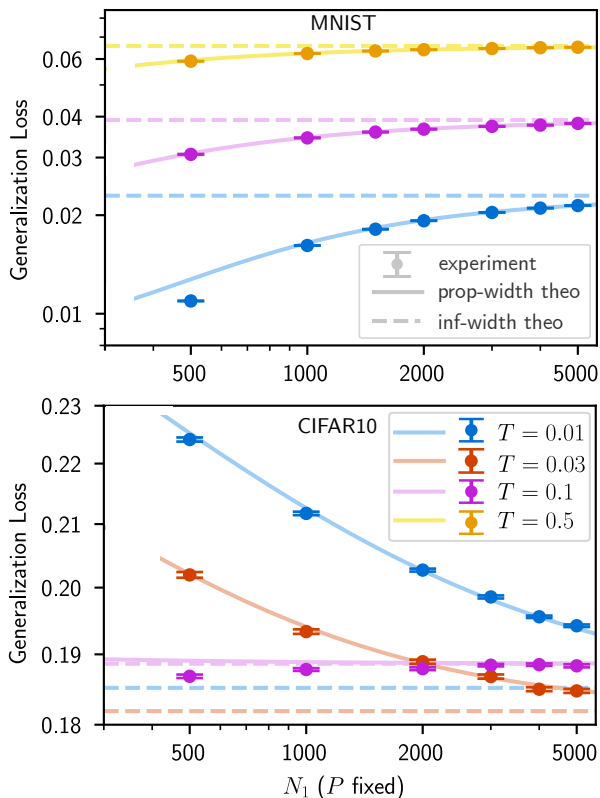 MNIST
Generalization Loss
0.06
0.04
0.03
0.02
0.01
experiment
prop-width theo
inf-width theo
500
1000
2000
5000
CIFAR10
Generalization Loss
0.23
0.22
0.21
0.20
0.19
0.18
T = 0.01
T = 0.03
T = 0.1
T = 0.5
500
1000
2000
5000
N₁ (P fixed)